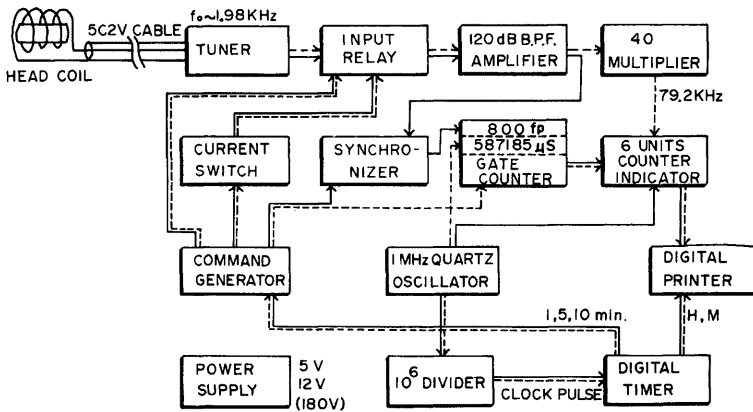 5C2V CABLE
f₀~1.98KHz
TUNER
INPUT
RELAY
120dB B.P.F.
AMPLIFIER
40
MULTIPLIER
HEAD COIL
79.2KHz
CURRENT
SWITCH
SYNCHRO-
NIZER
800 fp
587185 μS
GATE
COUNTER
6 UNITS
COUNTER
INDICATOR
COMMAND
GENERATOR
1MHz QUARTZ
OSCILLATOR
DIGITAL
PRINTER
1,5,10 min.
H,M
POWER
SUPPLY
5V
12V
(180V)
10⁶ DIVIDER
CLOCK PULSE
DIGITAL
TIMER